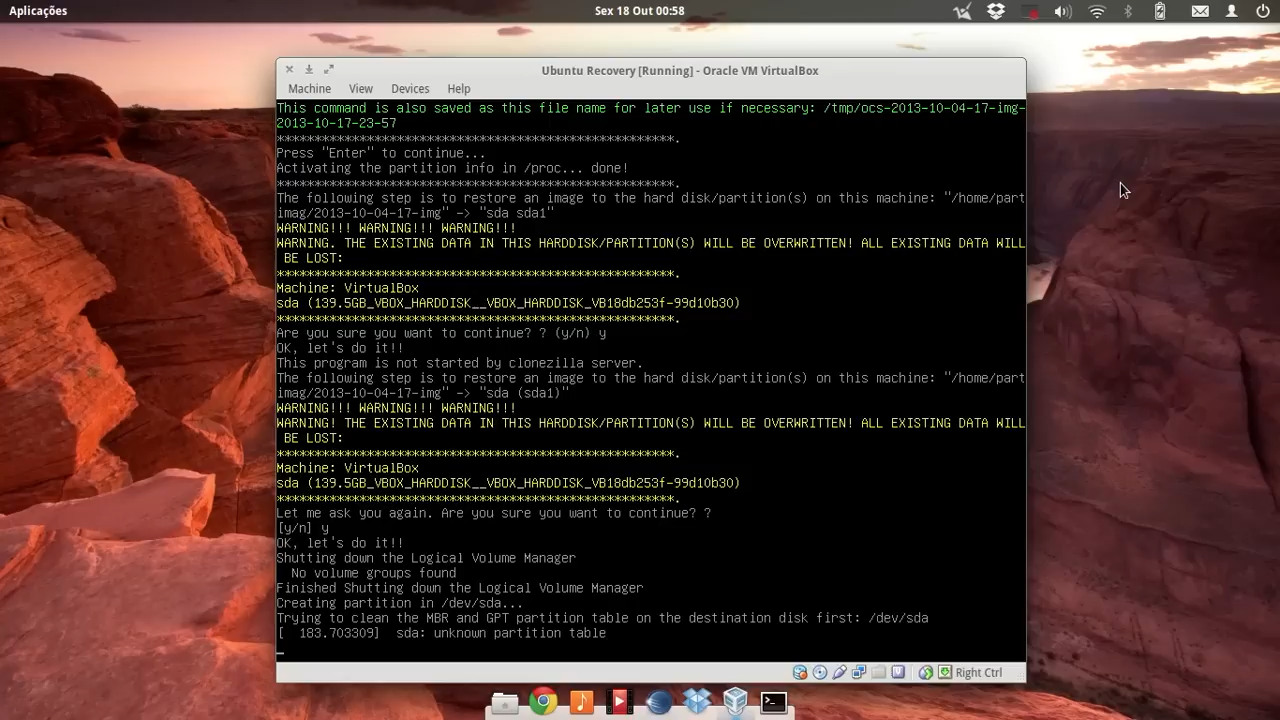 Aplicações
Sex 18 Out 00:58
Ubuntu Recovery [Running] - Oracle VM VirtualBox
Machine View Devices Help
This command is also saved as this file name for later use if necessary: /tmp/ocs-2013-10-04-17-img-
2013-10-17-23-57
*****************************************************.
Press "Enter" to continue...
Activating the partition info in /proc... done!
*****************************************************.
The following step is to restore an image to the hard disk/partition(s) on this machine: "/home/part
imag/2013-10-04-17-img" -> "sda sda1"
WARNING!!! WARNING!!! WARNING!!!
WARNING. THE EXISTING DATA IN THIS HARDDISK/PARTITION(S) WILL BE OVERWRITTEN! ALL EXISTING DATA WILL
BE LOST:
*****************************************************.
Machine: VirtualBox
sda (139.5GB_VBOX_HARDDISK__VBOX_HARDDISK_VB18db253f-99d10b30)
*****************************************************.
Are you sure you want to continue? ? (y/n) y
OK, let's do it!!
This program is not started by clonezilla server.
The following step is to restore an image to the hard disk/partition(s) on this machine: "/home/part
imag/2013-10-04-17-img" -> "sda (sda1)"
WARNING!!! WARNING!!! WARNING!!!
WARNING! THE EXISTING DATA IN THIS HARDDISK/PARTITION(S) WILL BE OVERWRITTEN! ALL EXISTING DATA WILL
BE LOST:
*****************************************************.
Machine: VirtualBox
sda (139.5GB_VBOX_HARDDISK__VBOX_HARDDISK_VB18db253f-99d10b30)
*****************************************************.
Let me ask you again. Are you sure you want to continue? ?
[y/n] y
OK, let's do it!!
Shutting down the Logical Volume Manager
No volume groups found
Finished Shutting down the Logical Volume Manager
Creating partition in /dev/sda...
Trying to clean the MBR and GPT partition table on the destination disk first: /dev/sda
[ 183.703309] sda: unknown partition table
Right Ctrl